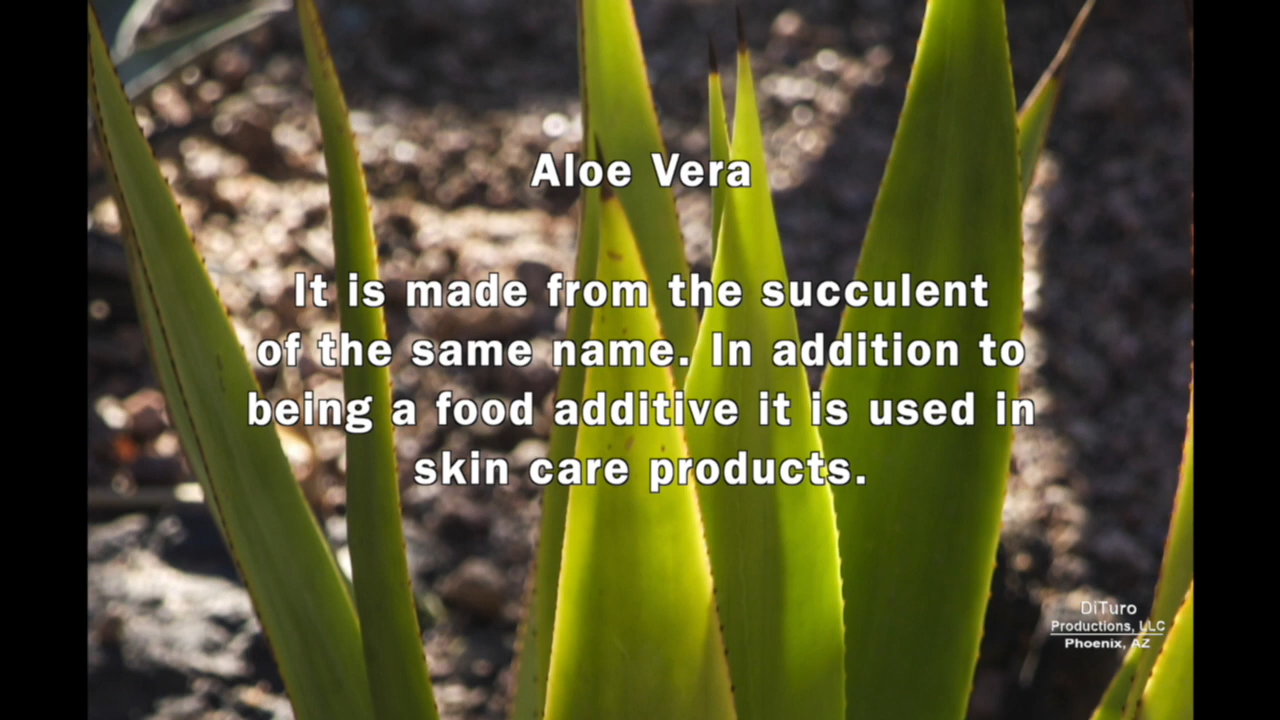 Aloe Vera
It is made from the succulent
of the same name. In addition to
being a food additive it is used in
skin care products.
DiTuro
Productions, LLC
Phoenix, AZ